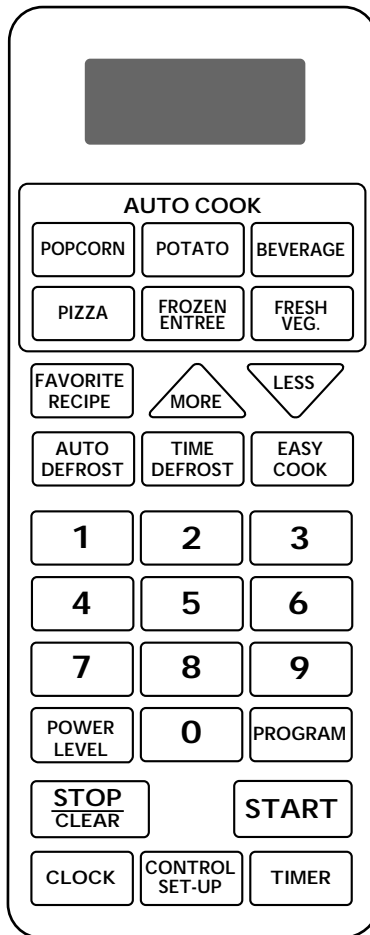 AUTO COOK
POPCORN
POTATO
BEVERAGE
PIZZA
FROZEN
ENTREE
FRESH
VEG.
FAVORITE
RECIPE
MORE
LESS
AUTO
DEFROST
TIME
DEFROST
EASY
COOK
1
2
3
4
5
6
7
8
9
POWER
LEVEL
0
PROGRAM
STOP
CLEAR
START
CLOCK
CONTROL
SET-UP
TIMER